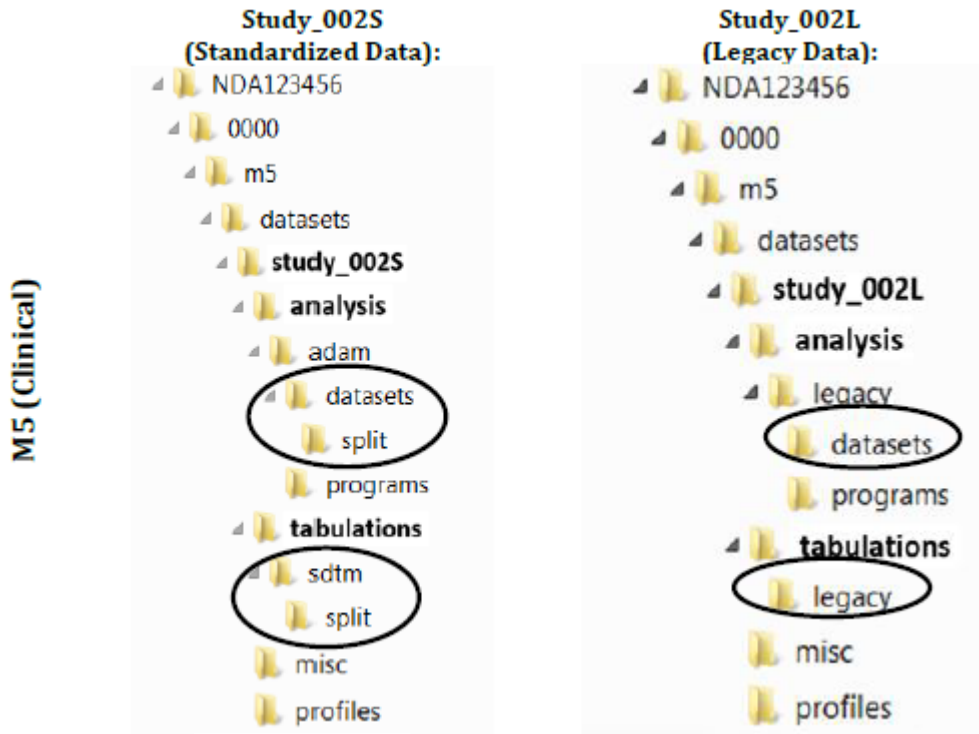 M5 (Clinical)
Study_002S
(Standardized Data):
NDA123456
0000
m5
datasets
study_002S
analysis
adam
datasets
split
programs
tabulations
sdtm
split
misc
profiles
Study_002L
(Legacy Data):
NDA123456
0000
m5
datasets
study_002L
analysis
legacy
datasets
programs
tabulations
legacy
misc
profiles